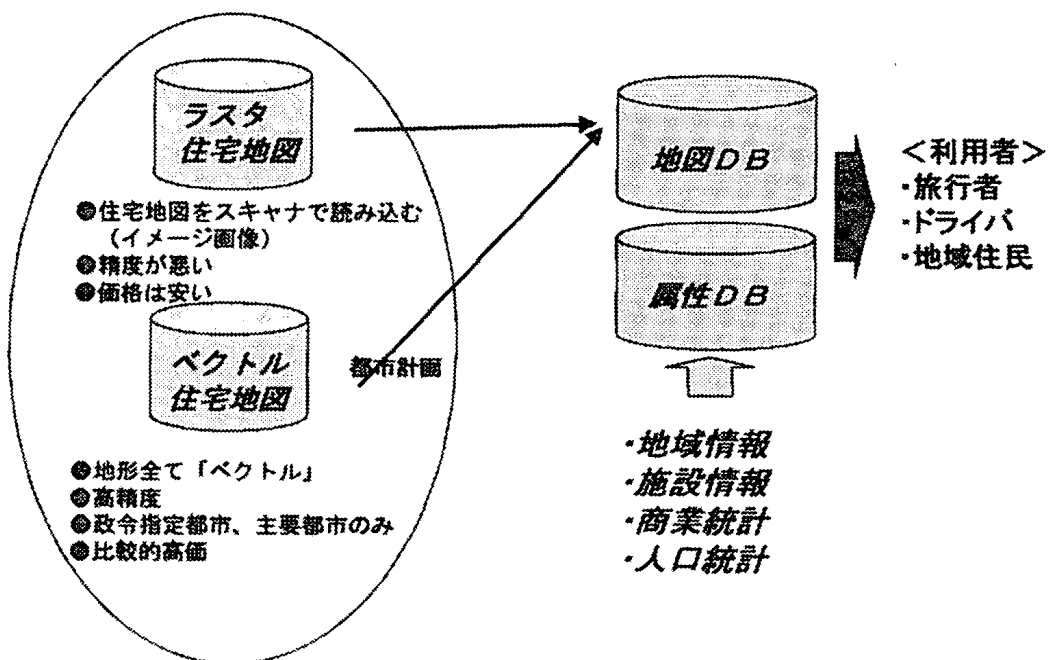 ラスタ
住宅地図
●住宅地図をスキャナで読み込む
（イメージ画像）
●精度が悪い
●価格は安い
ベクトル
住宅地図
都市計画
●地形全て「ベクトル」
●高精度
●政令指定都市、主要都市のみ
●比較的高価
地図ＤＢ
属性ＤＢ
・地域情報
・施設情報
・商業統計
・人口統計
＜利用者＞
・旅行者
・ドライバ
・地域住民